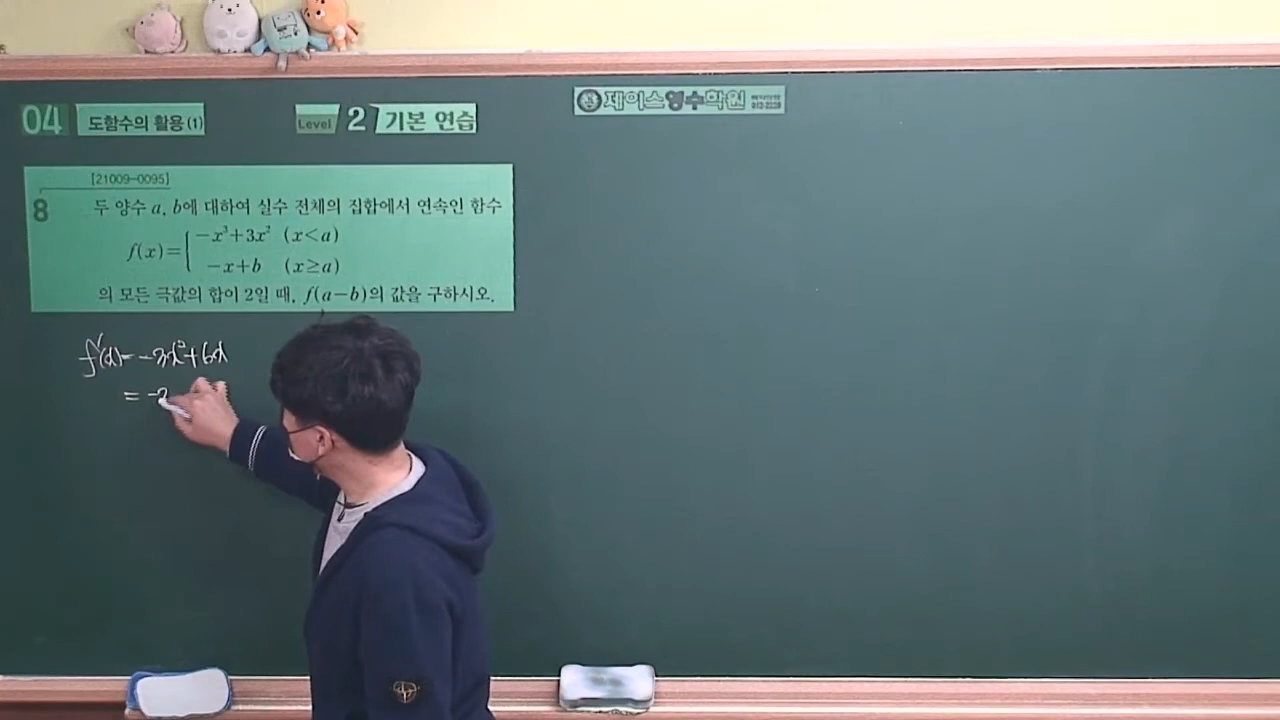 04 도함수의 활용 (1)
Level 2 기본 연습
제이스영수학원
[21009-0095]
8 두 양수 a, b에 대하여 실수 전체의 집합에서 연속인 함수
f(x)={ -x³+3x² (x<a)
-x+b (x≥a)
의 모든 극값의 합이 2일 때, f(a-b)의 값을 구하시오.
f'(x)=-3x²+6x
= -3